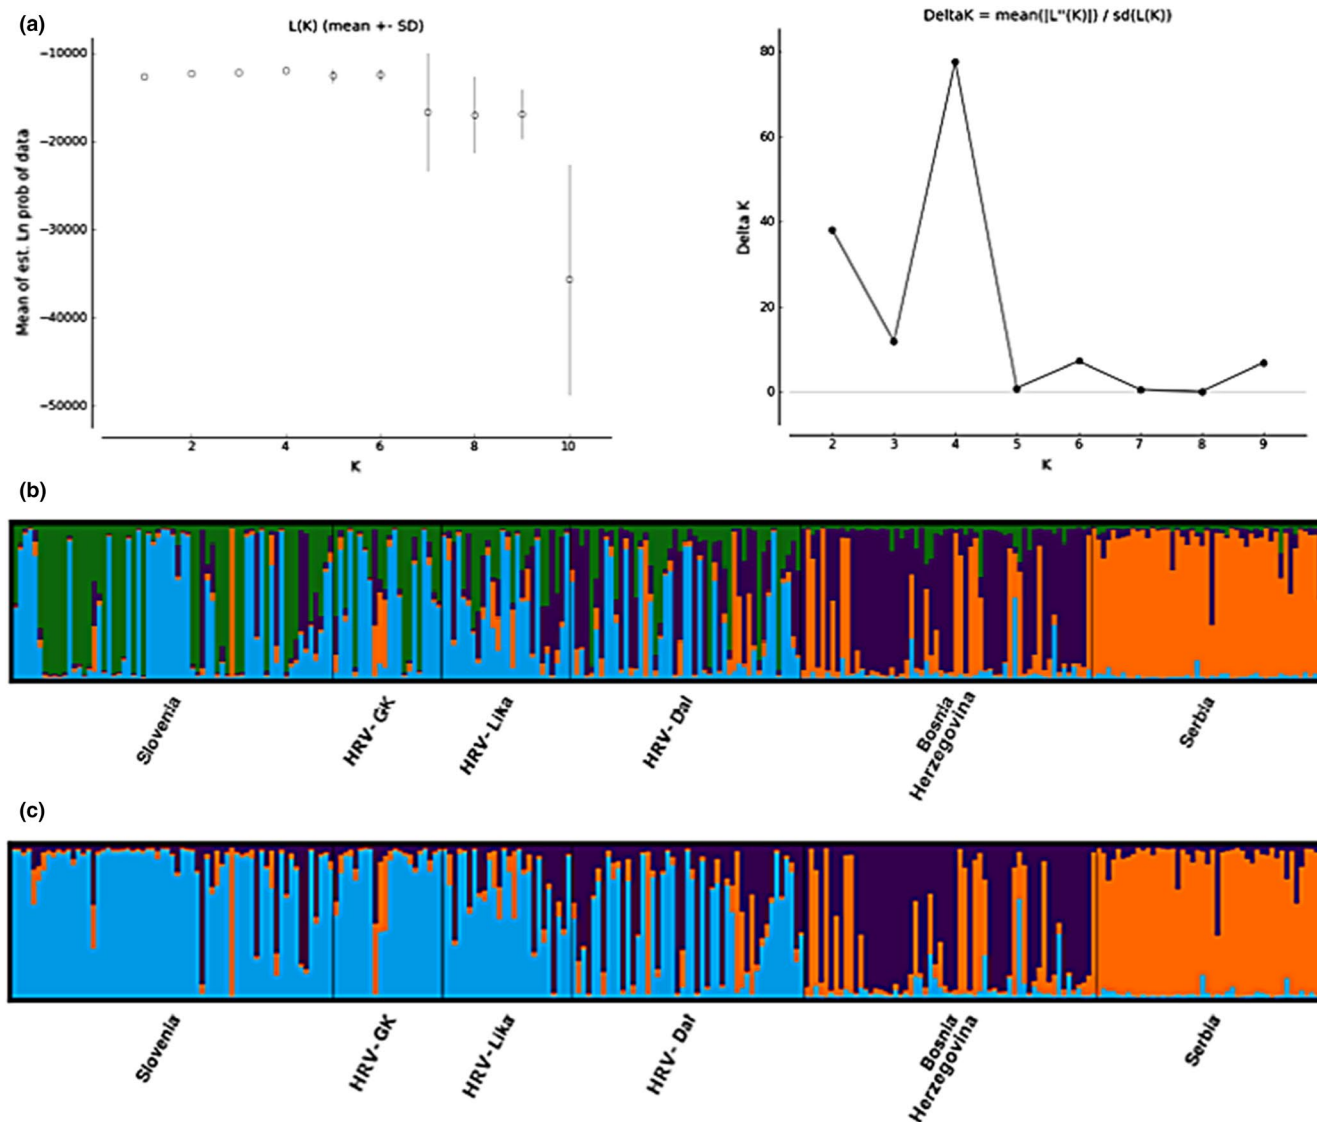 (a)
L(K) (mean +- SD)
−10000
−20000
−30000
−40000
−50000
Mean of est. Ln prob of data
2
4
6
8
10
K
DeltaK = mean(|L"(K)|) / sd(L(K))
80
60
40
20
0
Delta K
2
3
4
5
6
7
8
9
K
(b)
Slovenia
HRV- GK
HRV- Lika
HRV- Dal
Bosnia
Herzegovina
Serbia
(c)
Slovenia
HRV- GK
HRV- Lika
HRV- Dal
Bosnia
Herzegovina
Serbia